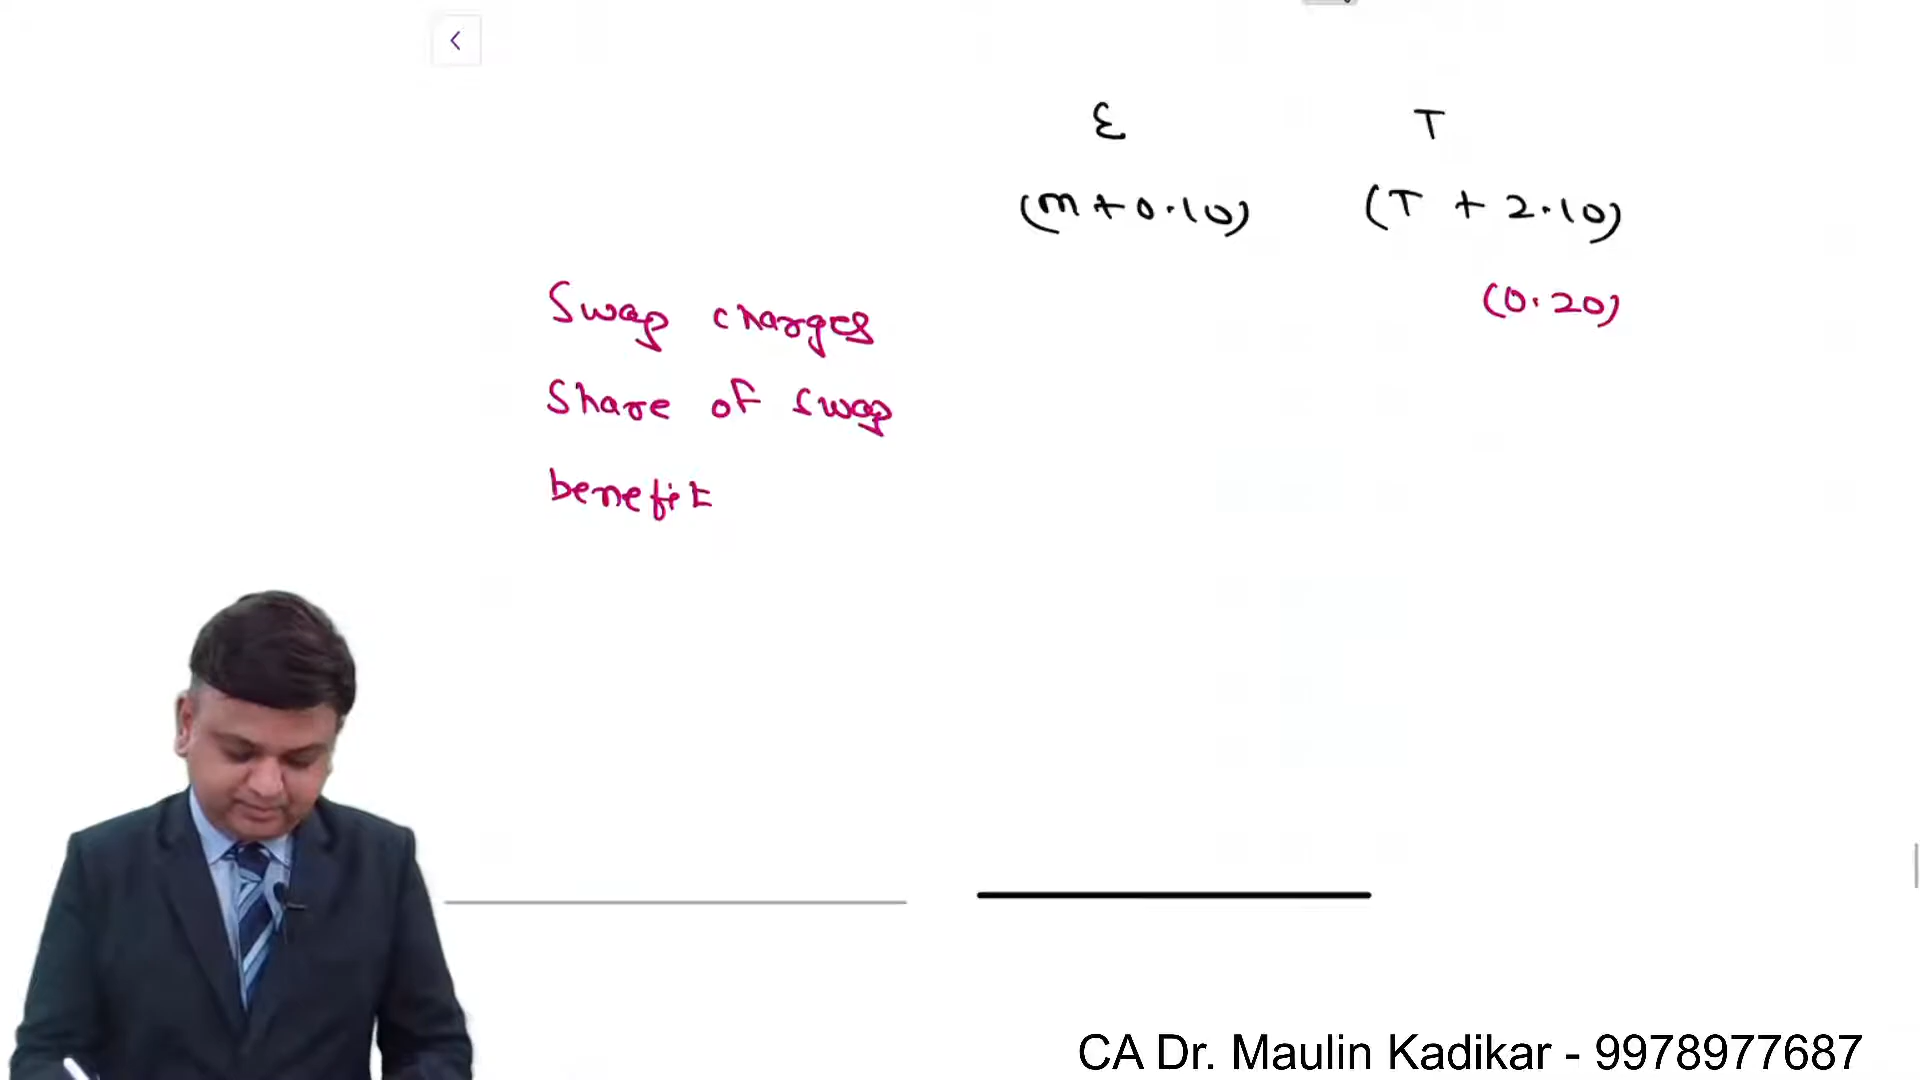 ε T
(m + 0.10) (T + 2.10)
Swap charges (0.20)
Share of swap
benefit
CA Dr. Maulin Kadikar - 9978977687